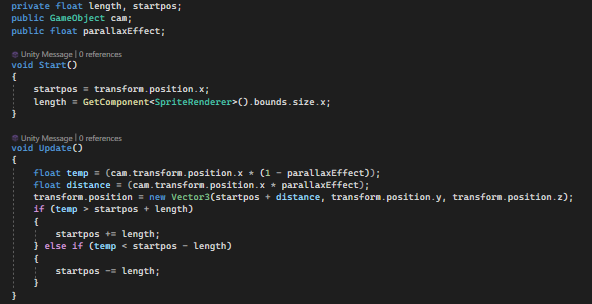 private float length, startpos;
public GameObject cam;
public float parallaxEffect;
Unity Message | 0 references
void Start()
{
startpos = transform.position.x;
length = GetComponent<SpriteRenderer>().bounds.size.x;
}
Unity Message | 0 references
void Update()
{
float temp = (cam.transform.position.x * (1 - parallaxEffect));
float distance = (cam.transform.position.x * parallaxEffect);
transform.position = new Vector3(startpos + distance, transform.position.y, transform.position.z);
if (temp > startpos + length)
{
startpos += length;
} else if (temp < startpos - length)
{
startpos -= length;
}
}